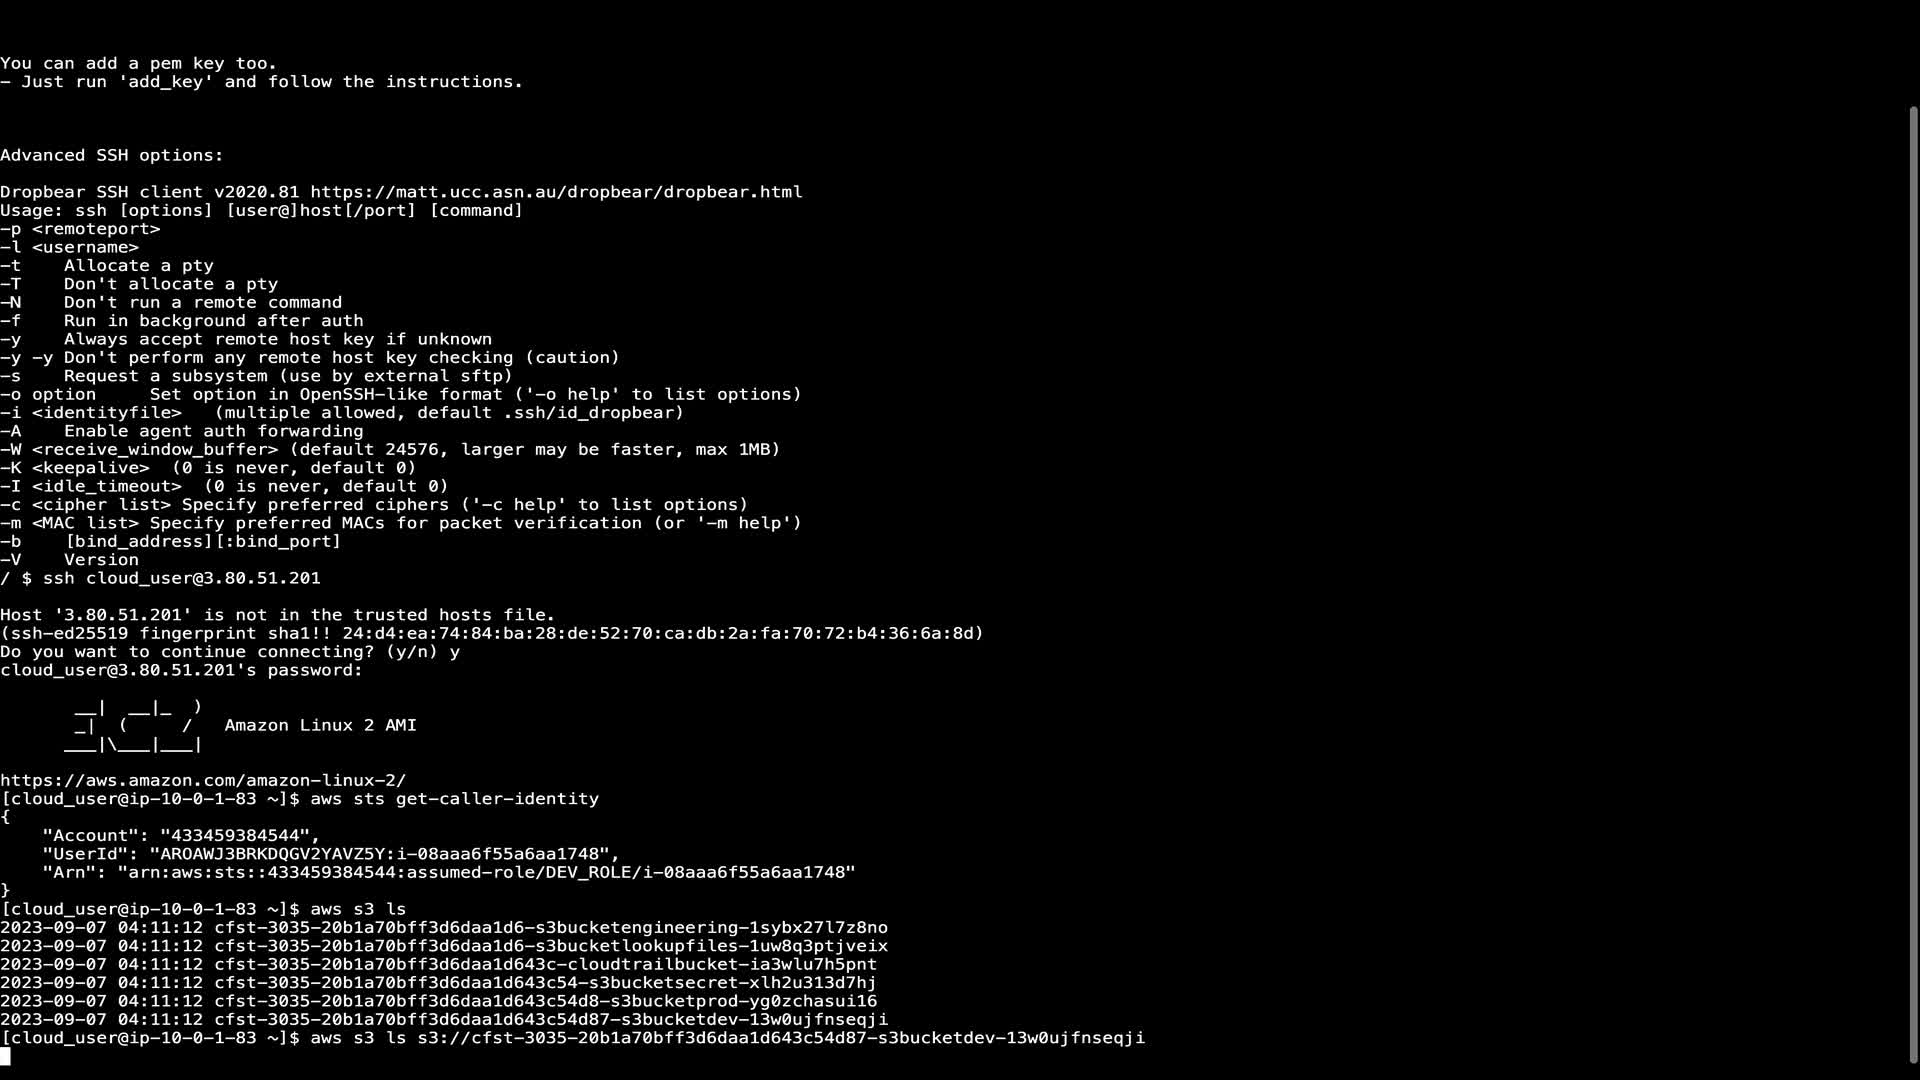 You can add a pem key too.
- Just run 'add_key' and follow the instructions.
Advanced SSH options:
Dropbear SSH client v2020.81 https://matt.ucc.asn.au/dropbear/dropbear.html
Usage: ssh [options] [user@]host[/port] [command]
-p <remoteport>
-l <username>
-t    Allocate a pty
-T    Don't allocate a pty
-N    Don't run a remote command
-f    Run in background after auth
-y    Always accept remote host key if unknown
-y -y Don't perform any remote host key checking (caution)
-s    Request a subsystem (use by external sftp)
-o option     Set option in OpenSSH-like format ('-o help' to list options)
-i <identityfile>   (multiple allowed, default .ssh/id_dropbear)
-A    Enable agent auth forwarding
-W <receive_window_buffer> (default 24576, larger may be faster, max 1MB)
-K <keepalive>  (0 is never, default 0)
-I <idle_timeout>  (0 is never, default 0)
-c <cipher list> Specify preferred ciphers ('-c help' to list options)
-m <MAC list> Specify preferred MACs for packet verification (or '-m help')
-b    [bind_address][:bind_port]
-V    Version
/ $ ssh cloud_user@3.80.51.201
Host '3.80.51.201' is not in the trusted hosts file.
(ssh-ed25519 fingerprint sha1!! 24:d4:ea:74:84:ba:28:de:52:70:ca:db:2a:fa:70:72:b4:36:6a:8d)
Do you want to continue connecting? (y/n) y
cloud_user@3.80.51.201's password:
       __|  __|_  )
       _|  (     /   Amazon Linux 2 AMI
      ___|\___|___|
https://aws.amazon.com/amazon-linux-2/
[cloud_user@ip-10-0-1-83 ~]$ aws sts get-caller-identity
{
    "Account": "433459384544",
    "UserId": "AROAWJ3BRKDQGV2YAVZ5Y:i-08aaa6f55a6aa1748",
    "Arn": "arn:aws:sts::433459384544:assumed-role/DEV_ROLE/i-08aaa6f55a6aa1748"
}
[cloud_user@ip-10-0-1-83 ~]$ aws s3 ls
2023-09-07 04:11:12 cfst-3035-20b1a70bff3d6daa1d6-s3bucketengineering-1sybx27l7z8no
2023-09-07 04:11:12 cfst-3035-20b1a70bff3d6daa1d6-s3bucketlookupfiles-1uw8q3ptjveix
2023-09-07 04:11:12 cfst-3035-20b1a70bff3d6daa1d643c-cloudtrailbucket-ia3wlu7h5pnt
2023-09-07 04:11:12 cfst-3035-20b1a70bff3d6daa1d643c54-s3bucketsecret-xlh2u313d7hj
2023-09-07 04:11:12 cfst-3035-20b1a70bff3d6daa1d643c54d8-s3bucketprod-yg0zchasui16
2023-09-07 04:11:12 cfst-3035-20b1a70bff3d6daa1d643c54d87-s3bucketdev-13w0ujfnseqji
[cloud_user@ip-10-0-1-83 ~]$ aws s3 ls s3://cfst-3035-20b1a70bff3d6daa1d643c54d87-s3bucketdev-13w0ujfnseqji